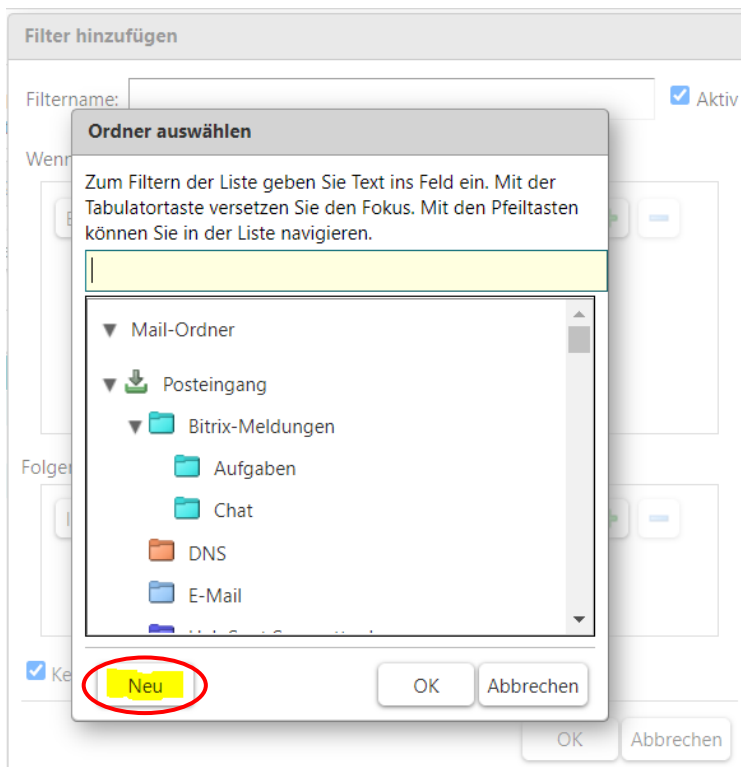 Filter hinzufügen
Filtername:
Aktiv
Ordner auswählen
Zum Filtern der Liste geben Sie Text ins Feld ein. Mit der
Tabulatortaste versetzen Sie den Fokus. Mit den Pfeiltasten
können Sie in der Liste navigieren.
Mail-Ordner
Posteingang
Bitrix-Meldungen
Aufgaben
Chat
DNS
E-Mail
Neu
OK
Abbrechen
OK
Abbrechen